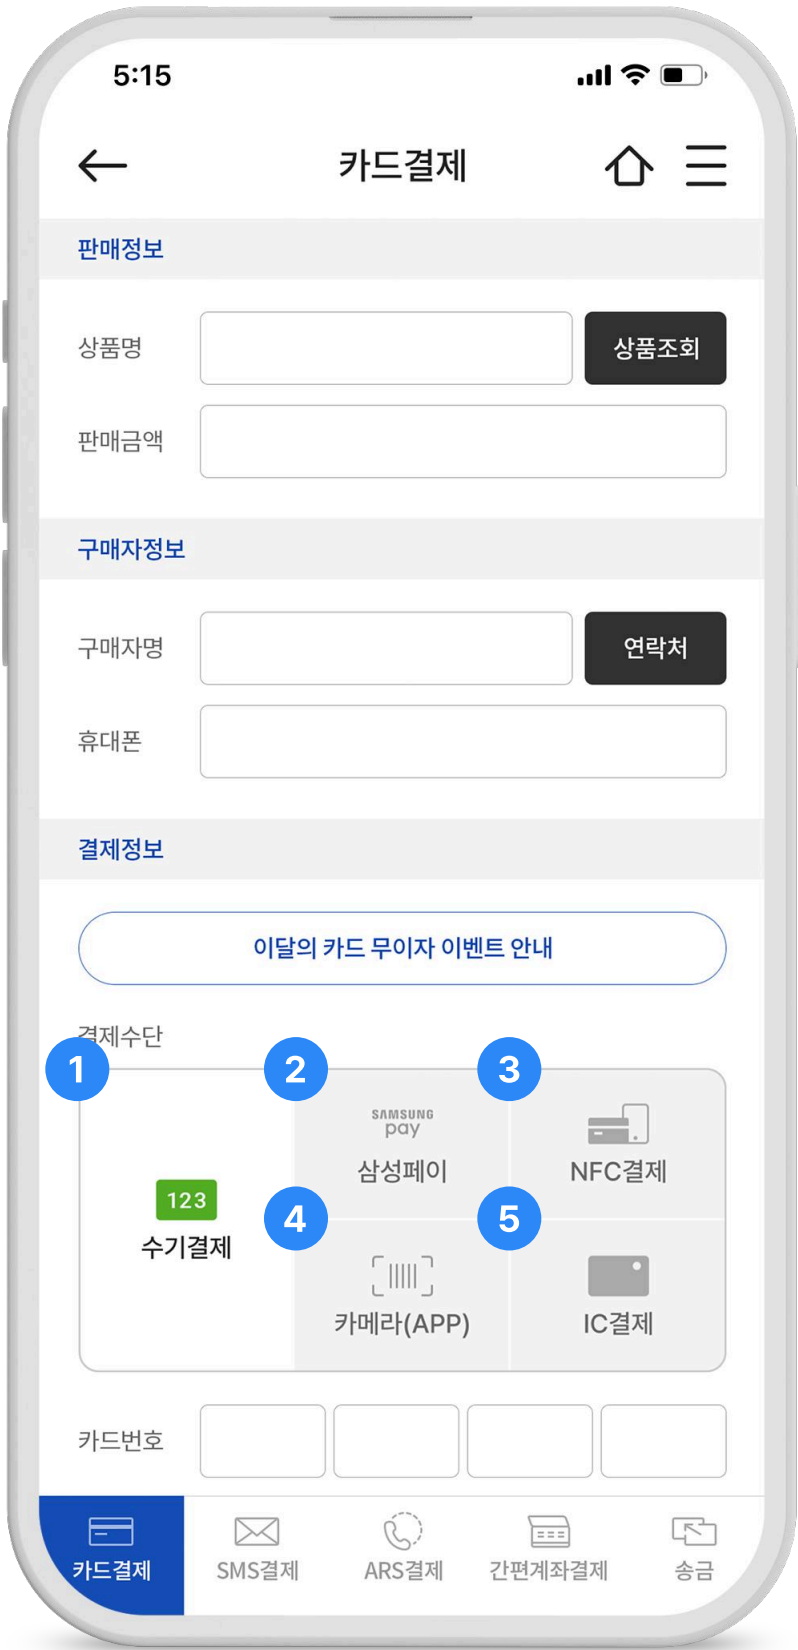 5:15
카드결제
판매정보
상품명
상품조회
판매금액
구매자정보
구매자명
연락처
휴대폰
결제정보
이달의 카드 무이자 이벤트 안내
결제수단
1
2
3
SAMSUNG
pay
삼성페이
NFC결제
123
수기결제
4
5
카메라(APP)
IC결제
카드번호
카드결제
SMS결제
ARS결제
간편계좌결제
송금